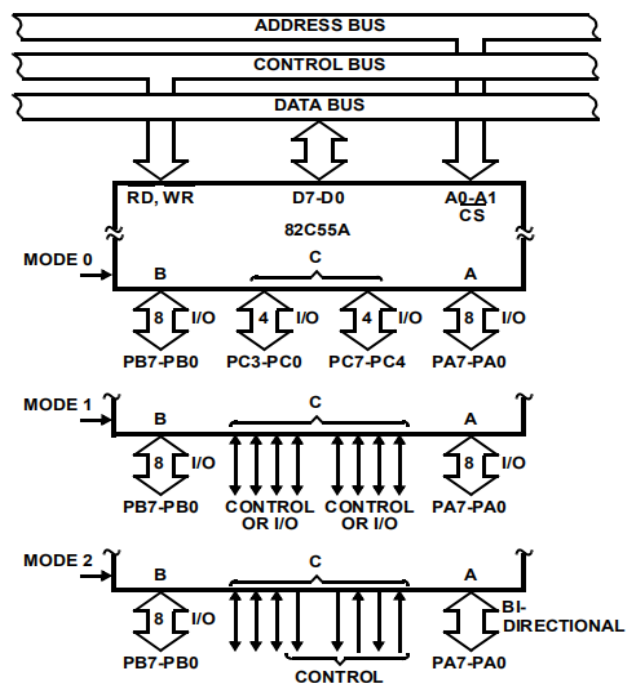 ADDRESS BUS
CONTROL BUS
DATA BUS
RD, WR D7-D0 A0-A1
CS
82C55A
MODE 0
B C A
8 I/O 4 I/O 4 I/O 8 I/O
PB7-PB0 PC3-PC0 PC7-PC4 PA7-PA0
MODE 1
B C A
8 I/O 8 I/O
PB7-PB0 CONTROL CONTROL PA7-PA0
OR I/O OR I/O
MODE 2
B C A
8 I/O BI-
DIRECTIONAL
PB7-PB0 PA7-PA0
CONTROL